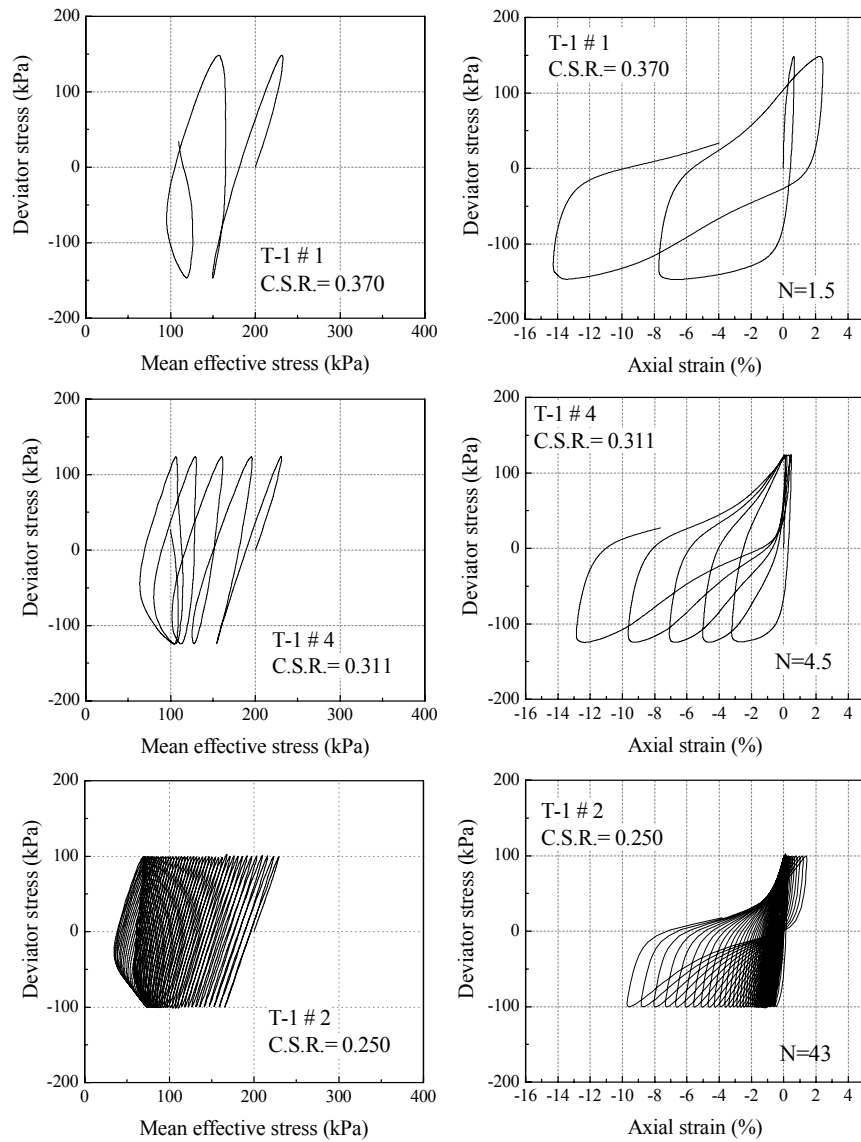 200
100
0
-100
-200
Deviator stress (kPa)
T-1 # 1
C.S.R.= 0.370
0 100 200 300 400
Mean effective stress (kPa)
200
100
0
-100
-200
Deviator stress (kPa)
T-1 # 1
C.S.R.= 0.370
N=1.5
-16 -14 -12 -10 -8 -6 -4 -2 0 2 4
Axial strain (%)
200
100
0
-100
-200
Deviator stress (kPa)
T-1 # 4
C.S.R.= 0.311
0 100 200 300 400
Mean effective stress (kPa)
200
100
0
-100
-200
Deviator stress (kPa)
T-1 # 4
C.S.R.= 0.311
N=4.5
-16 -14 -12 -10 -8 -6 -4 -2 0 2 4
Axial strain (%)
200
100
0
-100
-200
Deviator stress (kPa)
T-1 # 2
C.S.R.= 0.250
0 100 200 300 400
Mean effective stress (kPa)
200
100
0
-100
-200
Deviator stress (kPa)
T-1 # 2
C.S.R.= 0.250
N=43
-16 -14 -12 -10 -8 -6 -4 -2 0 2 4
Axial strain (%)